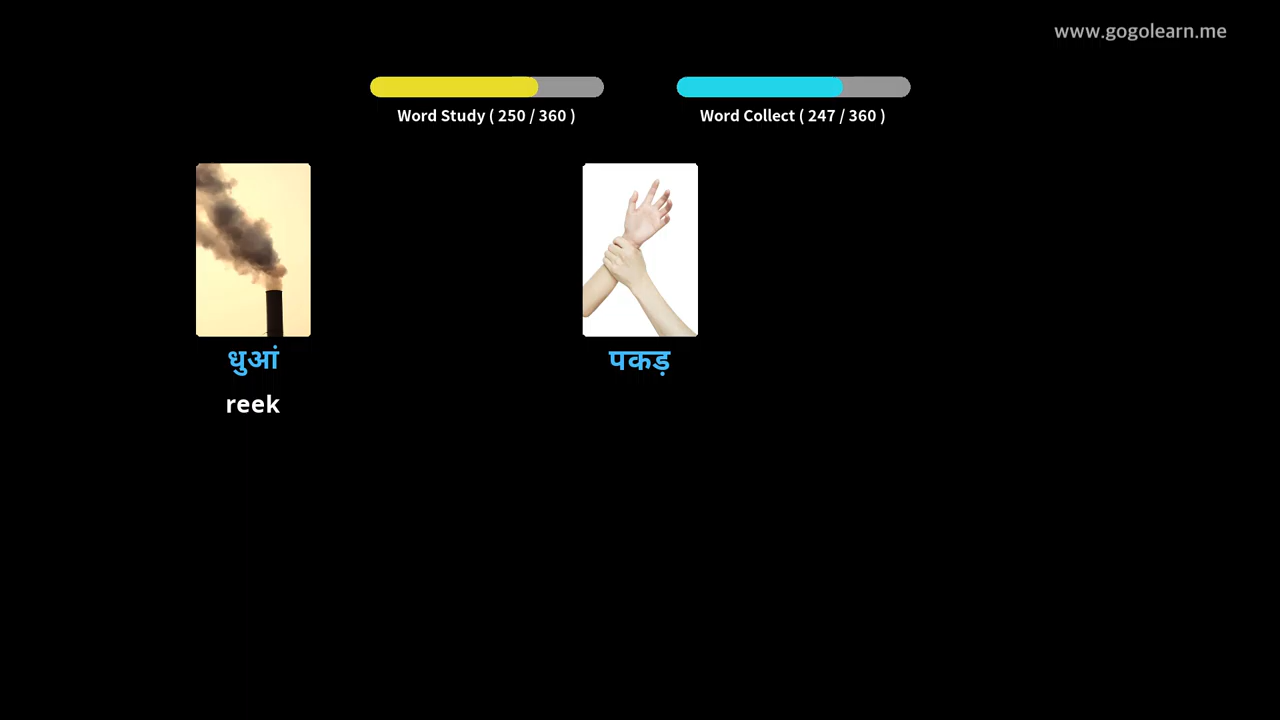 www.gogolearn.me
Word Study ( 250 / 360 )
Word Collect ( 247 / 360 )
धुआं
पकड़
reek